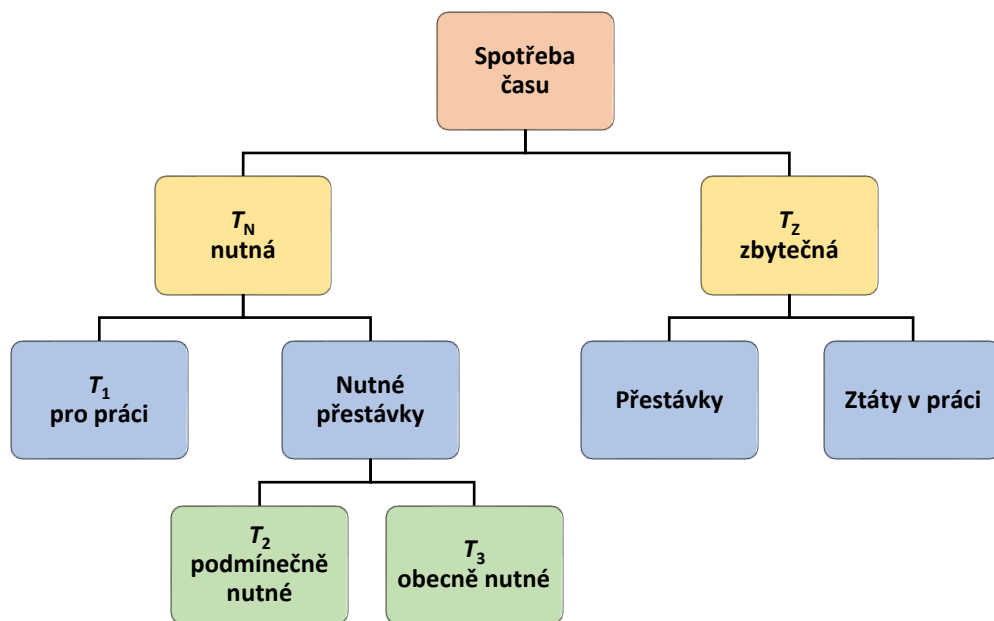 Spotřeba
času
T_N
nutná
T_Z
zbytečná
T_1
pro práci
Nutné
přestávky
Přestávky
Ztáty v práci
T_2
podmínečně
nutné
T_3
obecně nutné